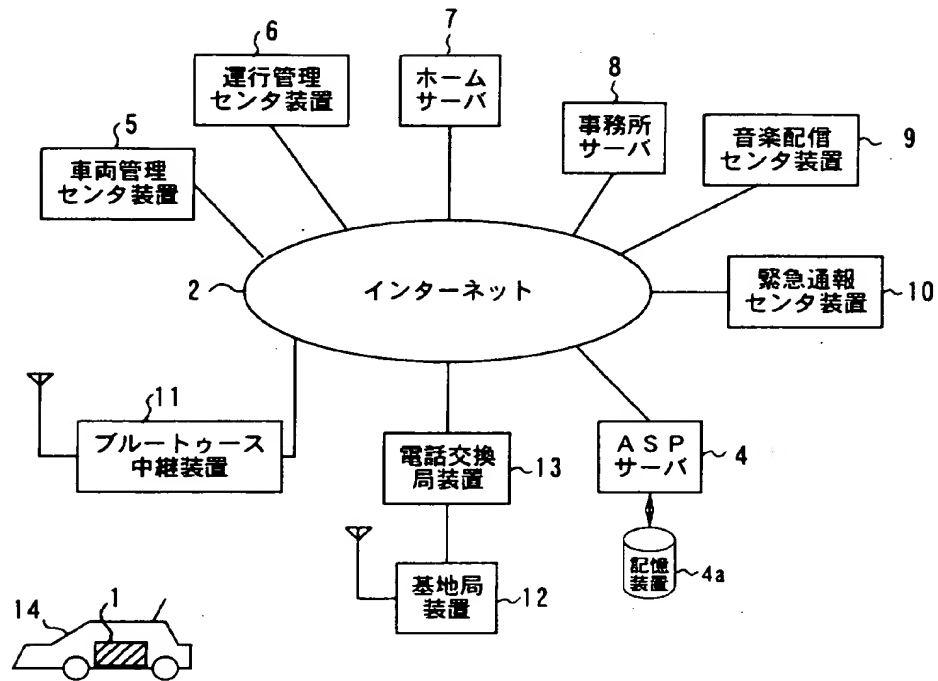 6
運行管理
センタ装置
7
ホーム
サーバ
8
事務所
サーバ
5
車両管理
センタ装置
音楽配信
センタ装置
9
2
インターネット
緊急通報
センタ装置
10
11
ブルートゥース
中継装置
電話交換
局装置
13
ASP
サーバ
4
基地局
装置
12
記憶
装置
4a
14
1